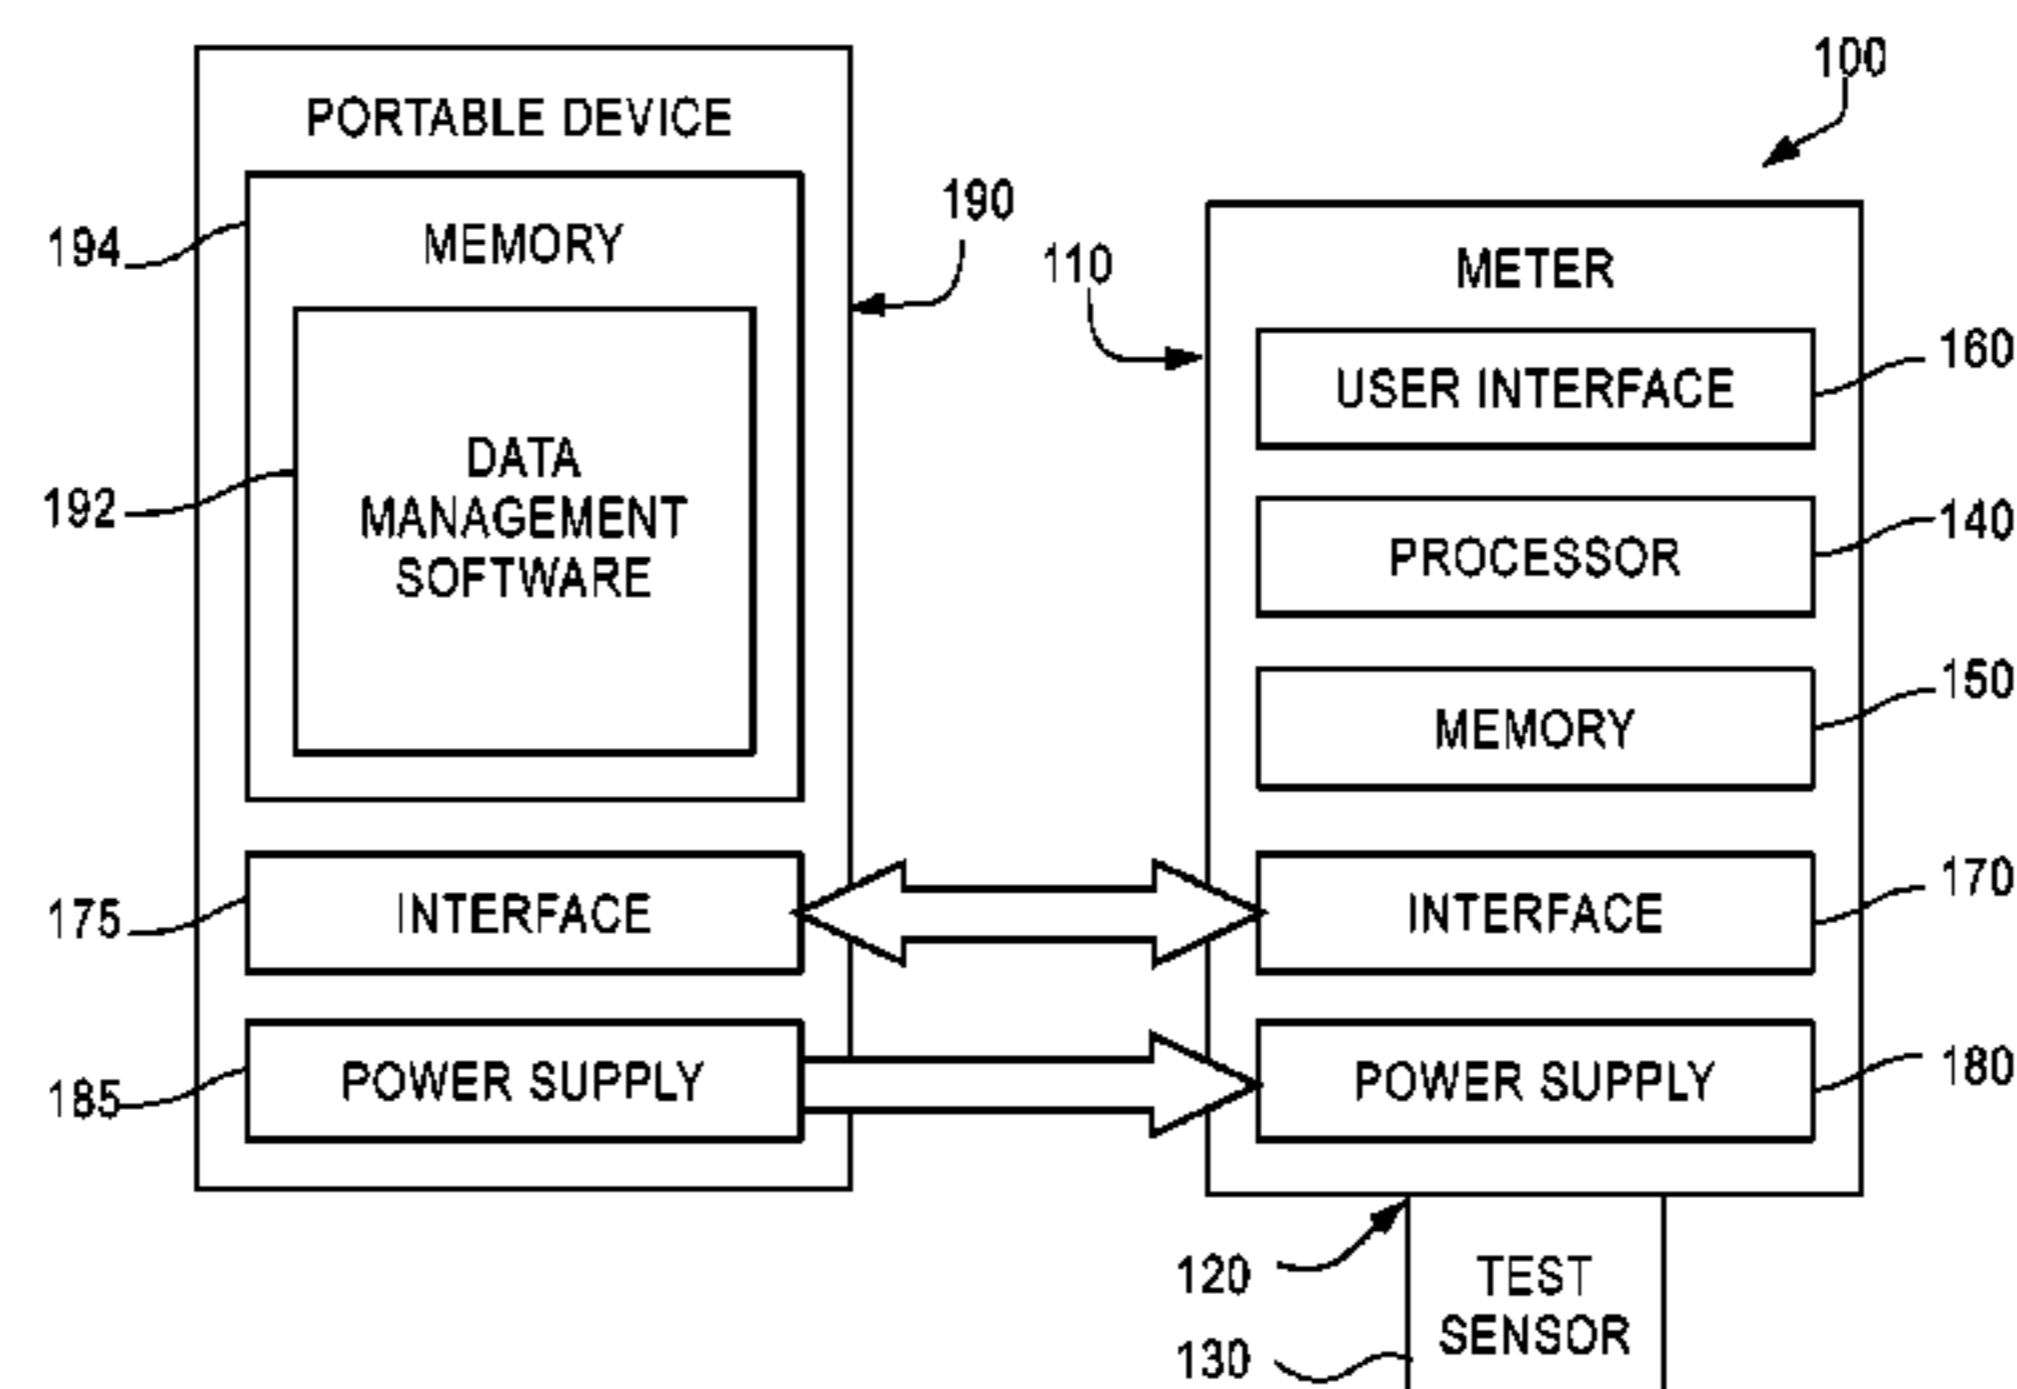 100
PORTABLE DEVICE
190
194
MEMORY
110
METER
160
USER INTERFACE
DATA
MANAGEMENT
SOFTWARE
192
140
PROCESSOR
150
MEMORY
175
INTERFACE
INTERFACE
170
185
POWER SUPPLY
POWER SUPPLY
180
120
TEST
SENSOR
130